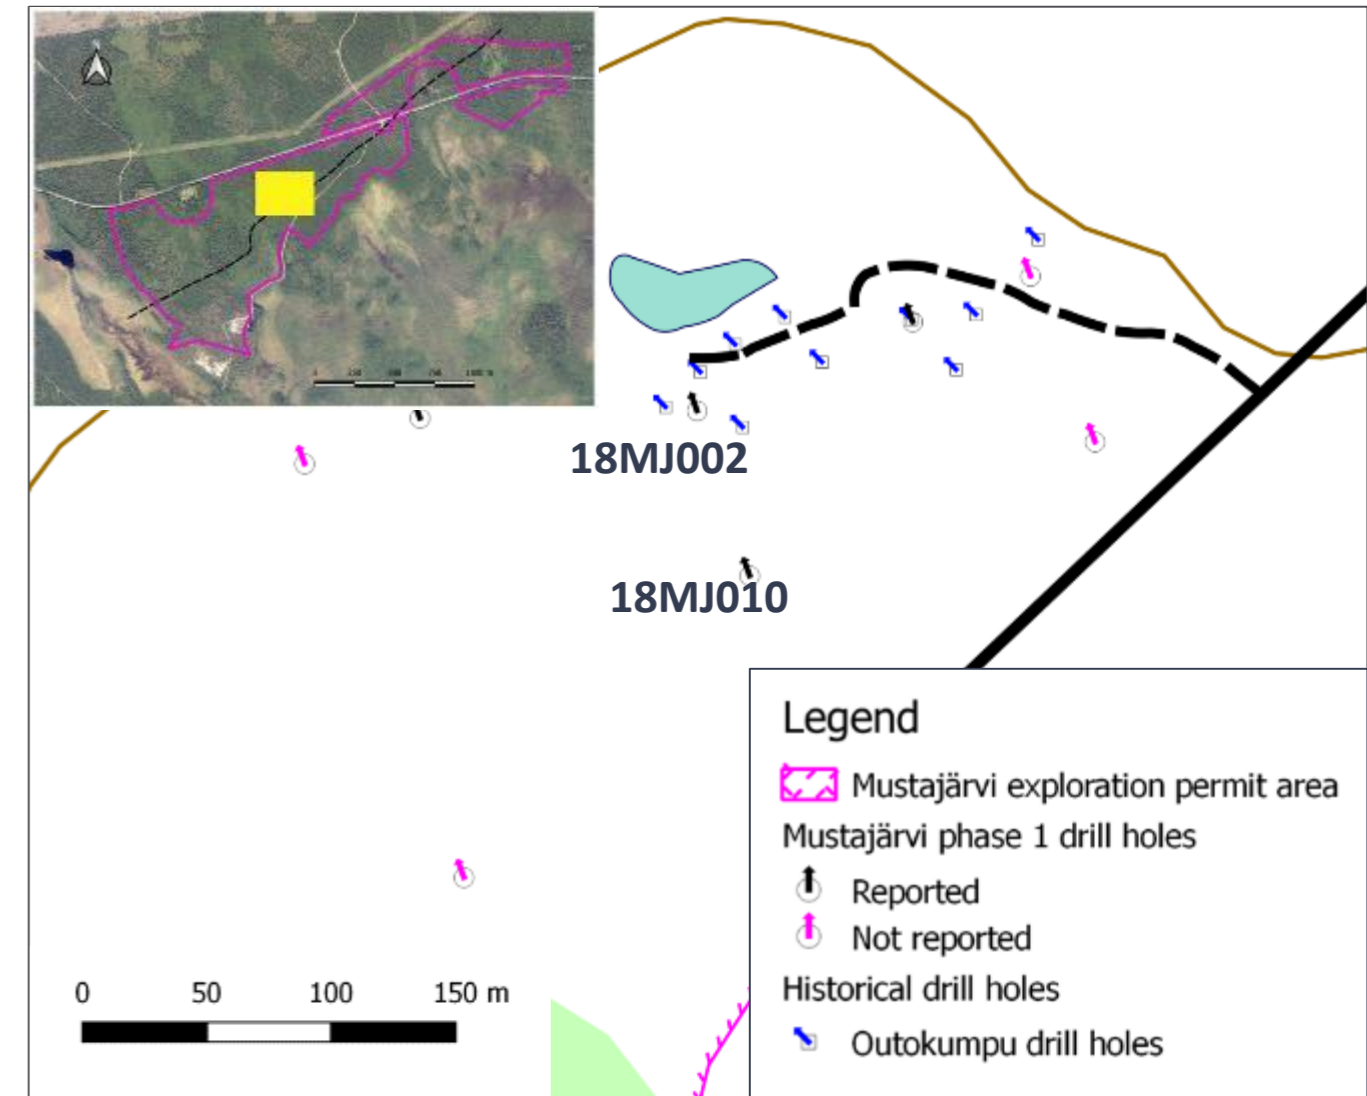 18MJ002
18MJ010
Legend
Mustajärvi exploration permit area
Mustajärvi phase 1 drill holes
Reported
Not reported
Historical drill holes
Outokumpu drill holes
0 50 100 150 m